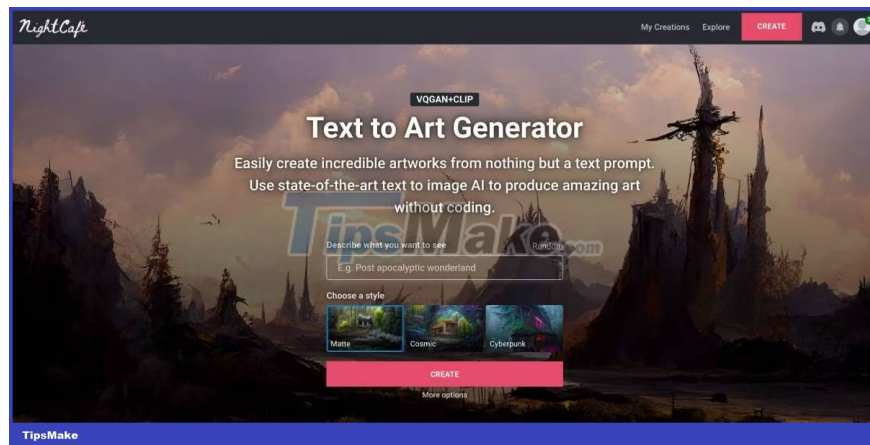 NightCafé
My Creations Explore CREATE
VQGAN+CLIP
Text to Art Generator
Easily create incredible artworks from nothing but a text prompt.
Use state-of-the-art text to image AI to produce amazing art
without coding.
TipsMake.com
Describe what you want to see Random
E.g. Post apocalyptic wonderland
Choose a style
Matte Cosmic Cyberpunk
CREATE
More options
TipsMake